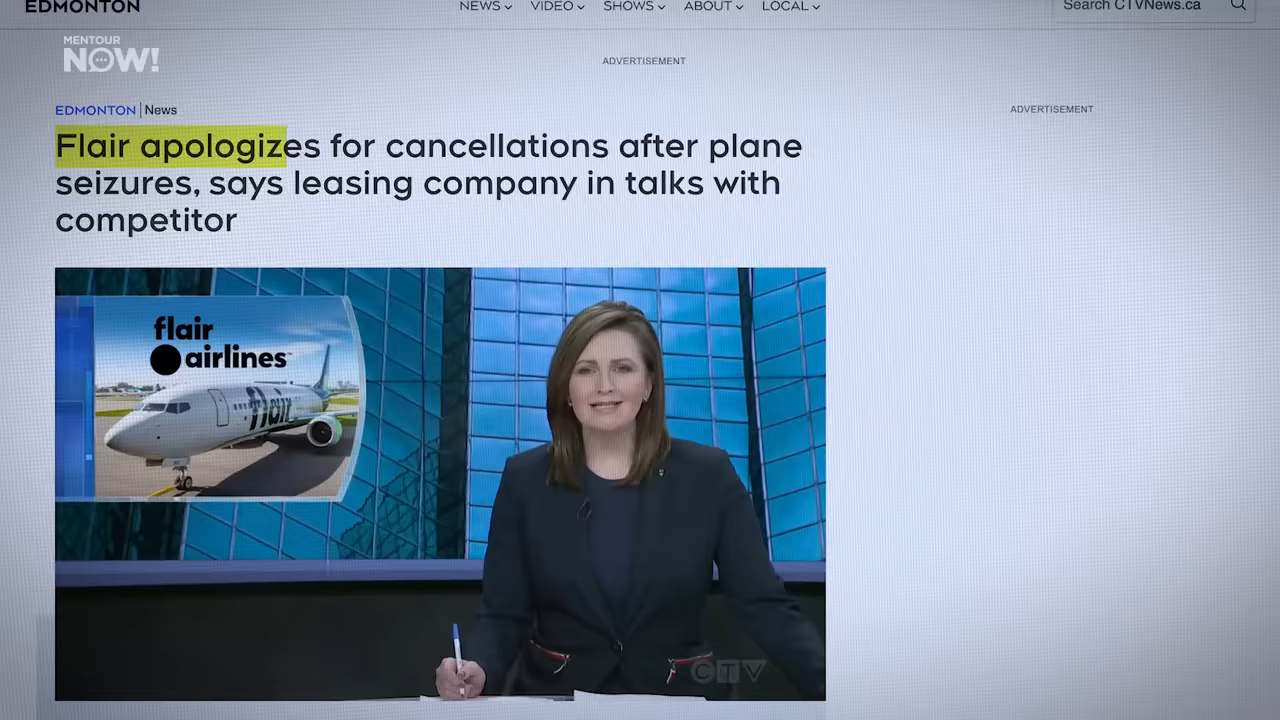 EDMONTON
NEWS VIDEO SHOWS ABOUT LOCAL
Search CTVNews.ca
MENTOUR
NOW!
ADVERTISEMENT
ADVERTISEMENT
EDMONTON | News
Flair apologizes for cancellations after plane
seizures, says leasing company in talks with
competitor
flair
airlines
flair
CTV